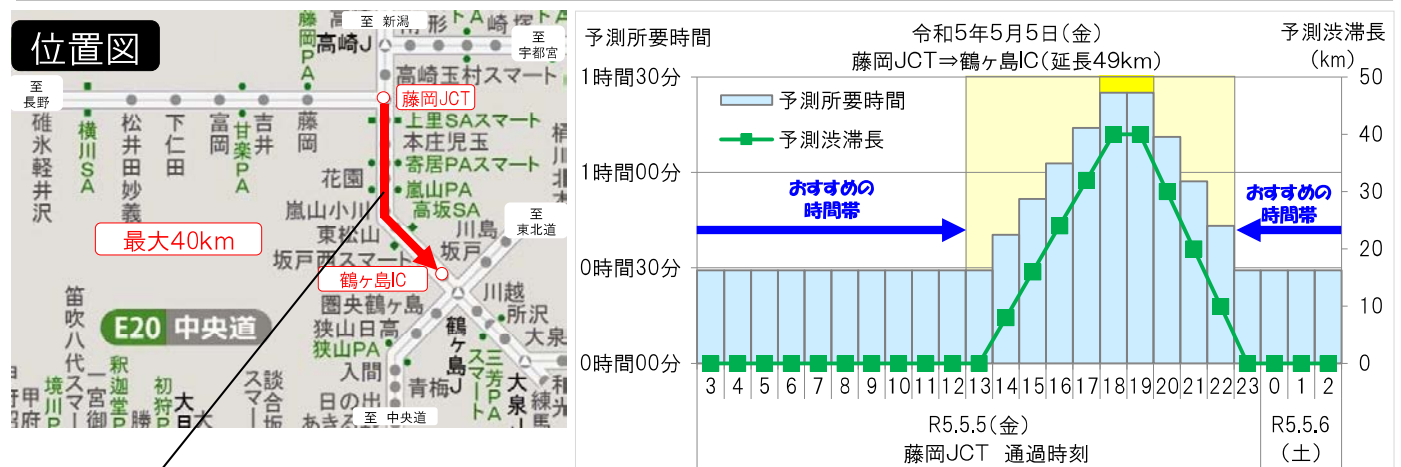 位置図
至 新潟
藤岡PA
高崎J
至
宇都宮
高崎玉村スマート
至
長野
藤岡JCT
碓氷軽井沢
横川SA
松井田妙義
下仁田
富岡
甘楽PA
吉井
藤岡
上里SAスマート
本庄児玉
寄居PAスマート
花園
嵐山PA
嵐山小川
高坂SA
東松山
坂戸西スマート
川島
坂戸
至
東北道
最大40km
鶴ヶ島IC
圏央鶴ヶ島
狭山日高
狭山PA
入間
青梅
日の出
至 中央道
鶴ヶ島J
川越
所沢
大泉
三芳PA
スマート
大泉J
練馬
笛吹八代スマー
E20 中央道
境川P
一宮御
釈迦堂P
勝
初狩P
大月
談合坂
スマー
予測所要時間
令和5年5月5日(金)
藤岡JCT⇒鶴ヶ島IC(延長49km)
予測渋滞長
(km)
1時間30分
1時間00分
0時間30分
0時間00分
予測所要時間
予測渋滞長
おすすめの
時間帯
おすすめの
時間帯
50
40
30
20
10
0
3 4 5 6 7 8 9 10 11 12 13 14 15 16 17 18 19 20 21 22 23 0 1 2
R5.5.5(金)
R5.5.6
(土)
藤岡JCT 通過時刻